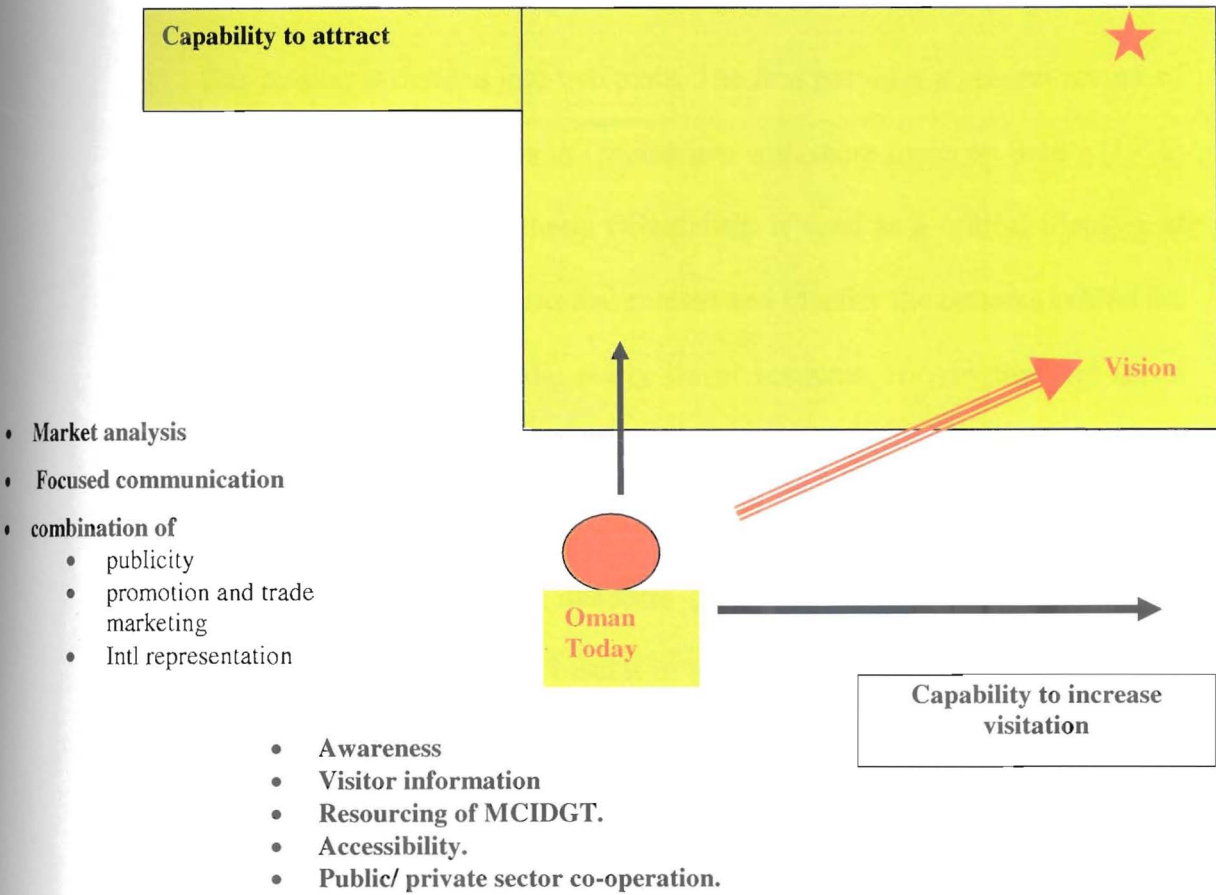 Capability to attract
Vision
• Market analysis
• Focused communication
• combination of
• publicity
• promotion and trade
marketing
• Intl representation
Oman
Today
Capability to increase
visitation
• Awareness
• Visitor information
• Resourcing of MCIDGT.
• Accessibility.
• Public/ private sector co-operation.